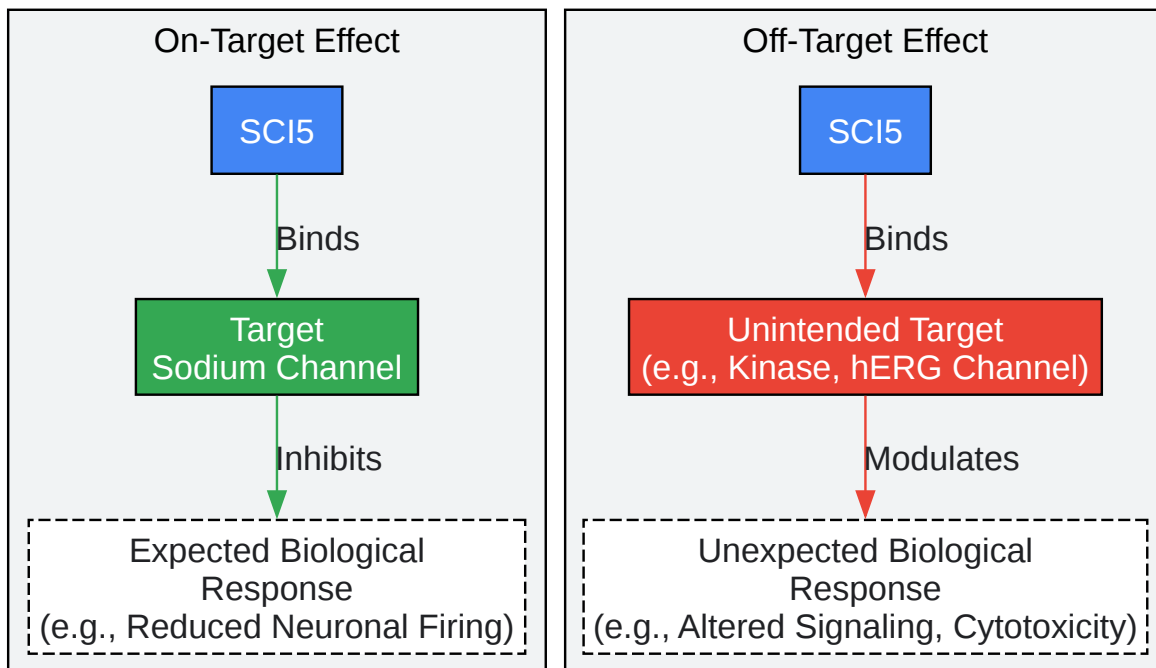 On-Target Effect
SCI5
Binds
Target
Sodium Channel
Inhibits
Expected Biological
Response
(e.g., Reduced Neuronal Firing)
Off-Target Effect
SCI5
Binds
Unintended Target
(e.g., Kinase, hERG Channel)
Modulates
Unexpected Biological
Response
(e.g., Altered Signaling, Cytotoxicity)